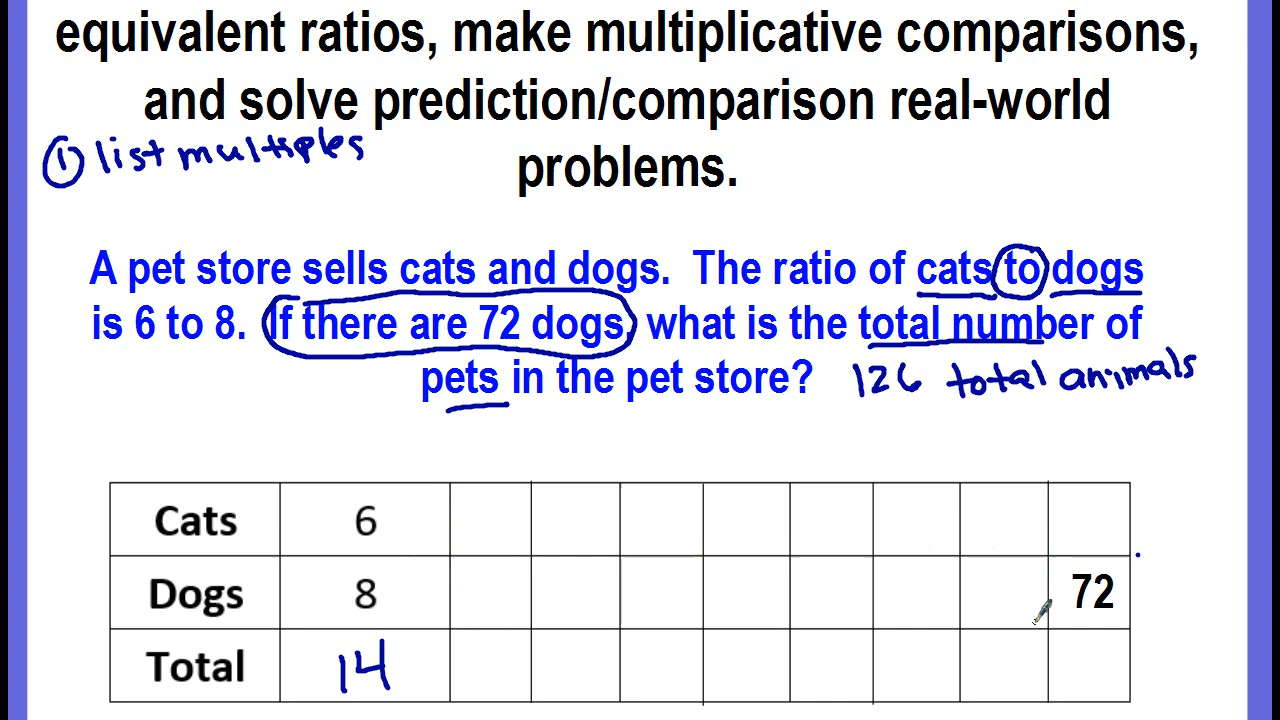 equivalent ratios, make multiplicative comparisons,
and solve prediction/comparison real-world
① list multiples
problems.
A pet store sells cats and dogs. The ratio of cats to dogs
is 6 to 8. If there are 72 dogs, what is the total number of
pets in the pet store? 126 total animals
Cats 6
Dogs 8 72
Total 14